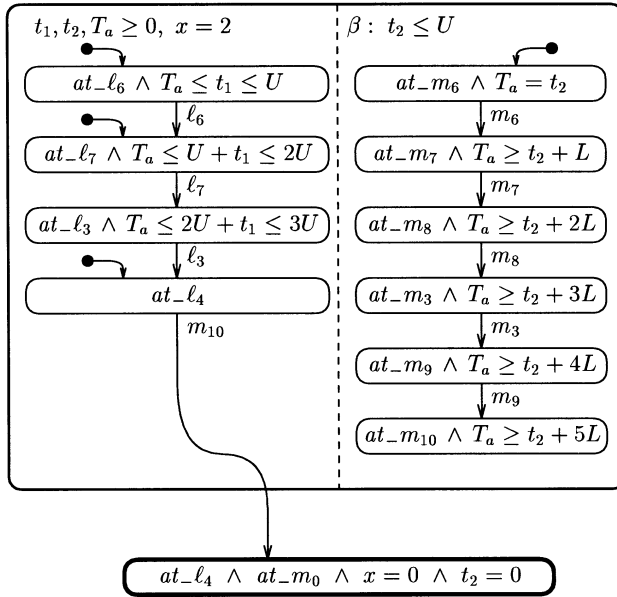 t₁, t₂, Tₐ ≥ 0, x = 2
at_ℓ₆ ∧ Tₐ ≤ t₁ ≤ U
ℓ₆
at_ℓ₇ ∧ Tₐ ≤ U + t₁ ≤ 2U
ℓ₇
at_ℓ₃ ∧ Tₐ ≤ 2U + t₁ ≤ 3U
ℓ₃
at_ℓ₄
m₁₀
β : t₂ ≤ U
at_m₆ ∧ Tₐ = t₂
m₆
at_m₇ ∧ Tₐ ≥ t₂ + L
m₇
at_m₈ ∧ Tₐ ≥ t₂ + 2L
m₈
at_m₃ ∧ Tₐ ≥ t₂ + 3L
m₃
at_m₉ ∧ Tₐ ≥ t₂ + 4L
m₉
at_m₁₀ ∧ Tₐ ≥ t₂ + 5L
at_ℓ₄ ∧ at_m₀ ∧ x = 0 ∧ t₂ = 0